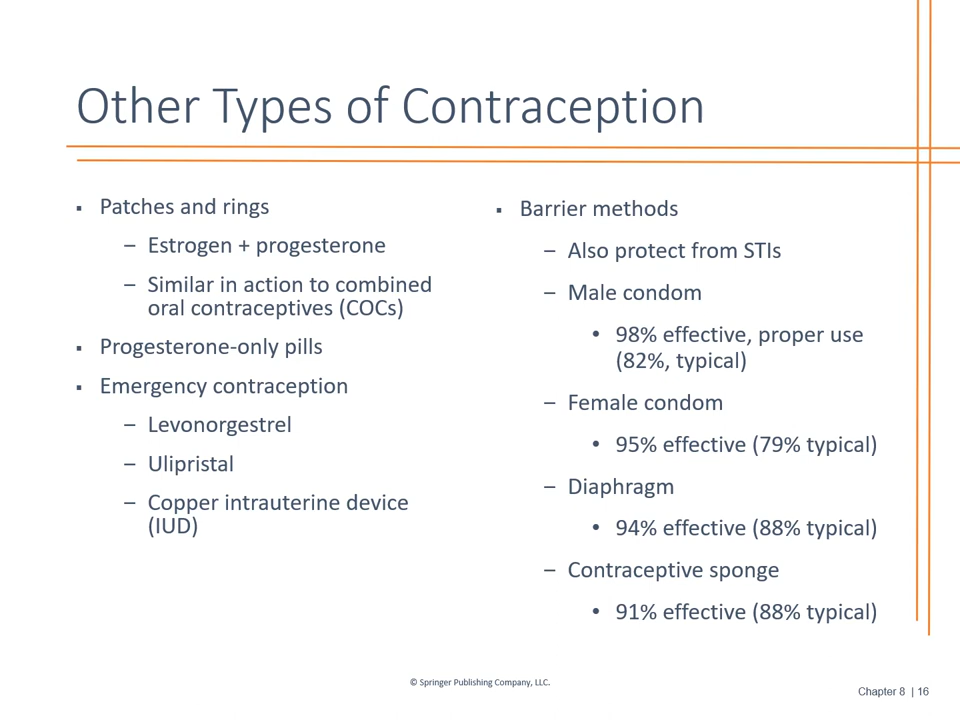 Other Types of Contraception
▪ Patches and rings
– Estrogen + progesterone
– Similar in action to combined
oral contraceptives (COCs)
▪ Progesterone-only pills
▪ Emergency contraception
– Levonorgestrel
– Ulipristal
– Copper intrauterine device
(IUD)
▪ Barrier methods
– Also protect from STIs
– Male condom
• 98% effective, proper use
(82%, typical)
– Female condom
• 95% effective (79% typical)
– Diaphragm
• 94% effective (88% typical)
– Contraceptive sponge
• 91% effective (88% typical)
© Springer Publishing Company, LLC.
Chapter 8 | 16